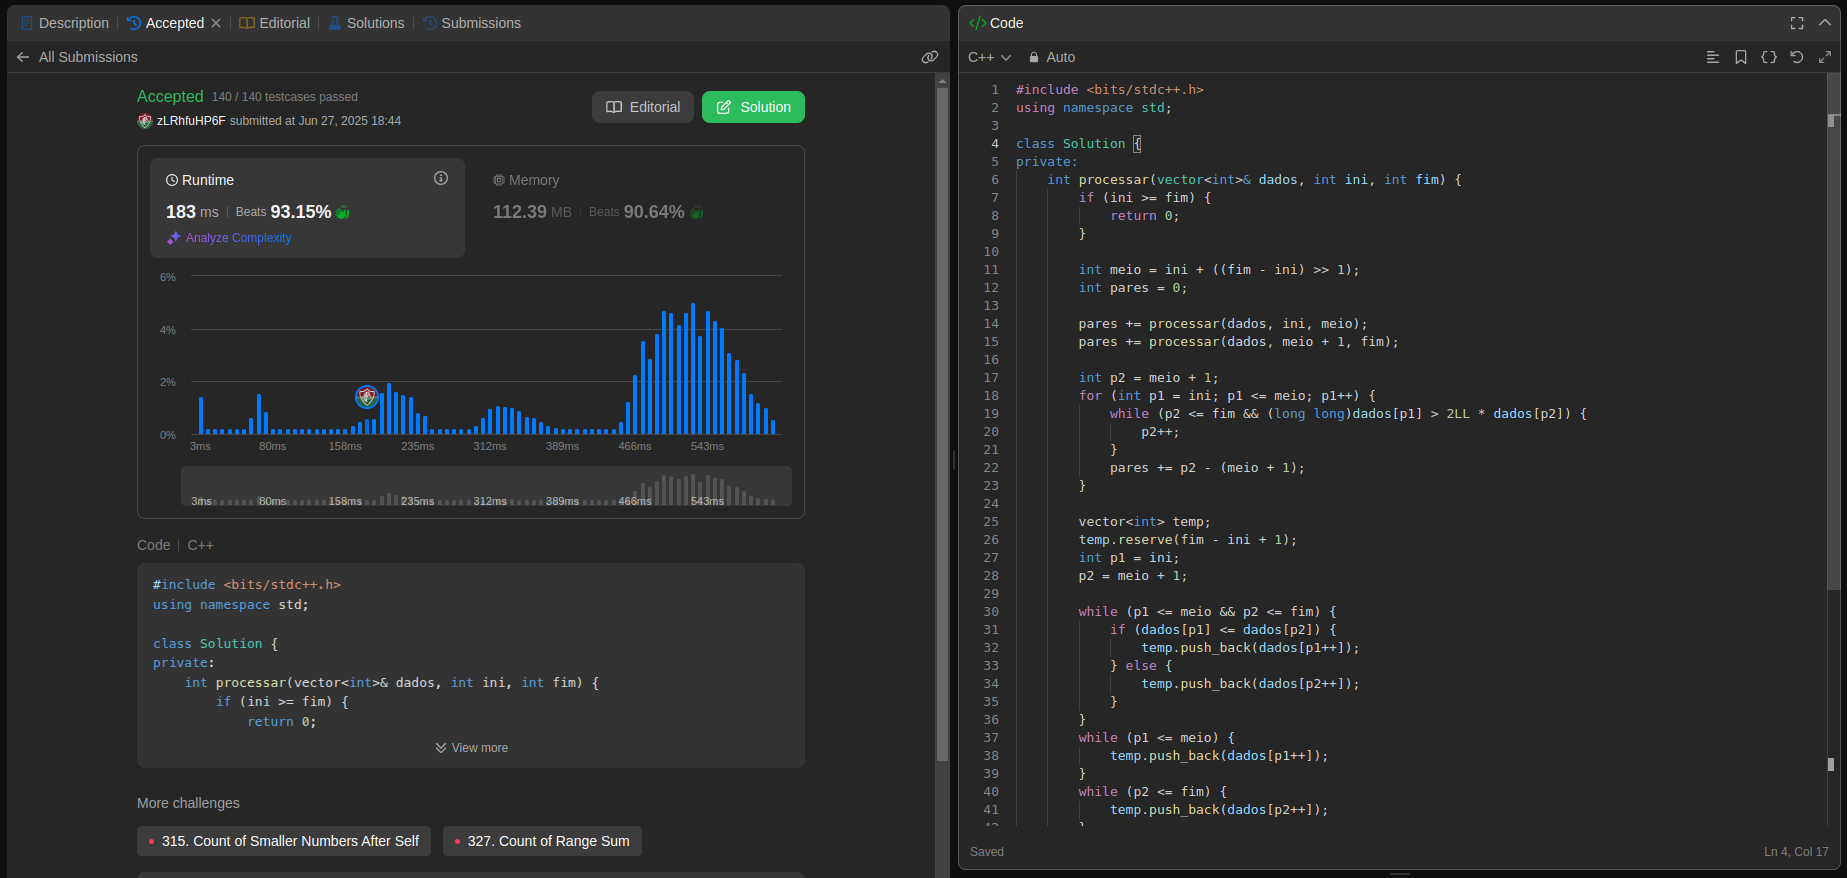 Description | Accepted | Editorial | Solutions | Submissions
All Submissions
Accepted 140 / 140 testcases passed
zLRhfuHP6F submitted at Jun 27, 2025 18:44
Editorial
Solution
Runtime
183 ms | Beats 93.15%
Analyze Complexity
Memory
112.39 MB | Beats 90.64%
6%
4%
2%
0%
3ms 80ms 158ms 235ms 312ms 389ms 466ms 543ms
3ms 80ms 158ms 235ms 312ms 389ms 466ms 543ms
Code | C++
#include <bits/stdc++.h>
using namespace std;
class Solution {
private:
int processar(vector<int>& dados, int ini, int fim) {
if (ini >= fim) {
return 0;
View more
More challenges
315. Count of Smaller Numbers After Self
327. Count of Range Sum
Code
C++ Auto
1 #include <bits/stdc++.h>
2 using namespace std;
3
4 class Solution {
5 private:
6 int processar(vector<int>& dados, int ini, int fim) {
7 if (ini >= fim) {
8 return 0;
9 }
10
11 int meio = ini + ((fim - ini) >> 1);
12 int pares = 0;
13
14 pares += processar(dados, ini, meio);
15 pares += processar(dados, meio + 1, fim);
16
17 int p2 = meio + 1;
18 for (int p1 = ini; p1 <= meio; p1++) {
19 while (p2 <= fim && (long long)dados[p1] > 2LL * dados[p2]) {
20 p2++;
21 }
22 pares += p2 - (meio + 1);
23 }
24
25 vector<int> temp;
26 temp.reserve(fim - ini + 1);
27 int p1 = ini;
28 p2 = meio + 1;
29
30 while (p1 <= meio && p2 <= fim) {
31 if (dados[p1] <= dados[p2]) {
32 temp.push_back(dados[p1++]);
33 } else {
34 temp.push_back(dados[p2++]);
35 }
36 }
37 while (p1 <= meio) {
38 temp.push_back(dados[p1++]);
39 }
40 while (p2 <= fim) {
41 temp.push_back(dados[p2++]);
Saved
Ln 4, Col 17